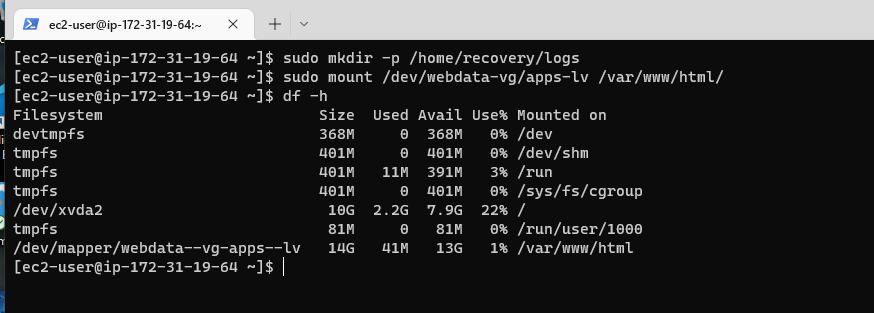 ec2-user@ip-172-31-19-64:~
[ec2-user@ip-172-31-19-64 ~]$ sudo mkdir -p /home/recovery/logs
[ec2-user@ip-172-31-19-64 ~]$ sudo mount /dev/webdata-vg/apps-lv /var/www/html/
[ec2-user@ip-172-31-19-64 ~]$ df -h
Filesystem                       Size  Used Avail Use% Mounted on
devtmpfs                         368M     0  368M   0% /dev
tmpfs                            401M     0  401M   0% /dev/shm
tmpfs                            401M   11M  391M   3% /run
tmpfs                            401M     0  401M   0% /sys/fs/cgroup
/dev/xvda2                        10G  2.2G  7.9G  22% /
tmpfs                             81M     0   81M   0% /run/user/1000
/dev/mapper/webdata--vg-apps--lv   14G   41M   13G   1% /var/www/html
[ec2-user@ip-172-31-19-64 ~]$